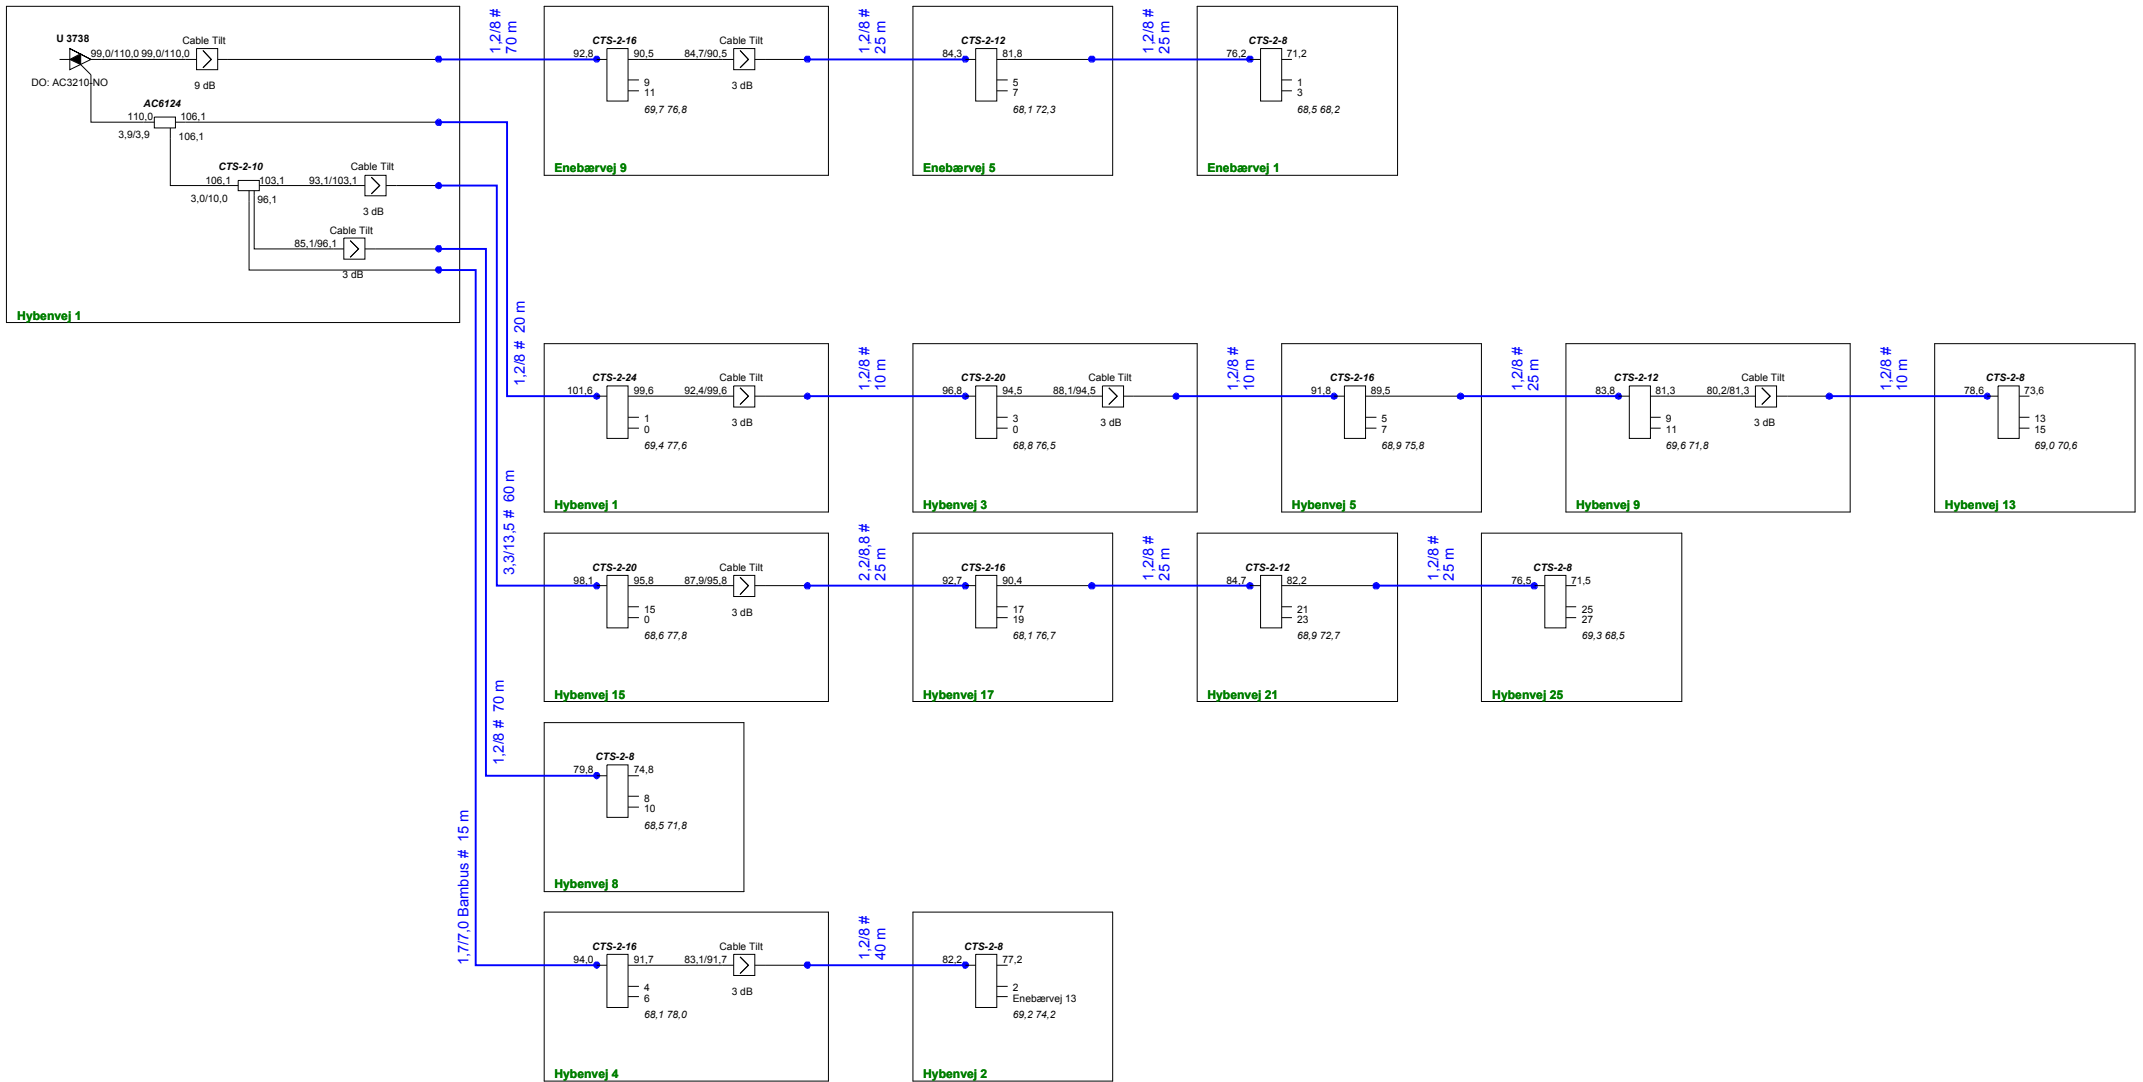 U 3738
99,0/110,0 99,0/110,0
Cable Tilt
9 dB
DO: AC3210-NO
AC6124
110,0
106,1
3,9/3,9
106,1
CTS-2-10
106,1
103,1
93,1/103,1
Cable Tilt
3 dB
3,0/10,0
96,1
85,1/96,1
Cable Tilt
3 dB
Hybenvej 1
1,2/8 #
70 m
CTS-2-16
92,8
90,5
84,7/90,5
Cable Tilt
3 dB
9
11
69,7 76,8
Enebærvej 9
1,2/8 #
25 m
CTS-2-12
84,3
81,8
5
7
68,1 72,3
Enebærvej 5
1,2/8 #
25 m
CTS-2-8
76,2
71,2
1
3
68,5 68,2
Enebærvej 1
1,2/8 # 20 m
CTS-2-24
101,6
99,6
92,4/99,6
Cable Tilt
3 dB
1
0
69,4 77,6
Hybenvej 1
1,2/8 #
10 m
CTS-2-20
96,8
94,5
88,1/94,5
Cable Tilt
3 dB
3
0
68,8 76,5
Hybenvej 3
1,2/8 #
10 m
CTS-2-16
91,8
89,5
5
7
68,9 75,8
Hybenvej 5
1,2/8 #
25 m
CTS-2-12
83,8
81,3
80,2/81,3
Cable Tilt
3 dB
9
11
69,6 71,8
Hybenvej 9
1,2/8 #
10 m
CTS-2-8
78,6
73,6
13
15
69,0 70,6
Hybenvej 13
3,3/13,5 # 60 m
CTS-2-20
98,1
95,8
87,9/95,8
Cable Tilt
3 dB
15
0
68,6 77,8
Hybenvej 15
2,2/8,8 #
25 m
CTS-2-16
92,7
90,4
17
19
68,1 76,7
Hybenvej 17
1,2/8 #
25 m
CTS-2-12
84,7
82,2
21
23
68,9 72,7
Hybenvej 21
1,2/8 #
25 m
CTS-2-8
76,5
71,5
25
27
69,3 68,5
Hybenvej 25
1,2/8 # 70 m
CTS-2-8
79,8
74,8
8
10
68,5 71,8
Hybenvej 8
1,7/7,0 Bambus # 15 m
CTS-2-16
94,0
91,7
83,1/91,7
Cable Tilt
3 dB
4
6
68,1 78,0
Hybenvej 4
1,2/8 #
40 m
CTS-2-8
82,2
77,2
2
Enebærvej 13
69,2 74,2
Hybenvej 2